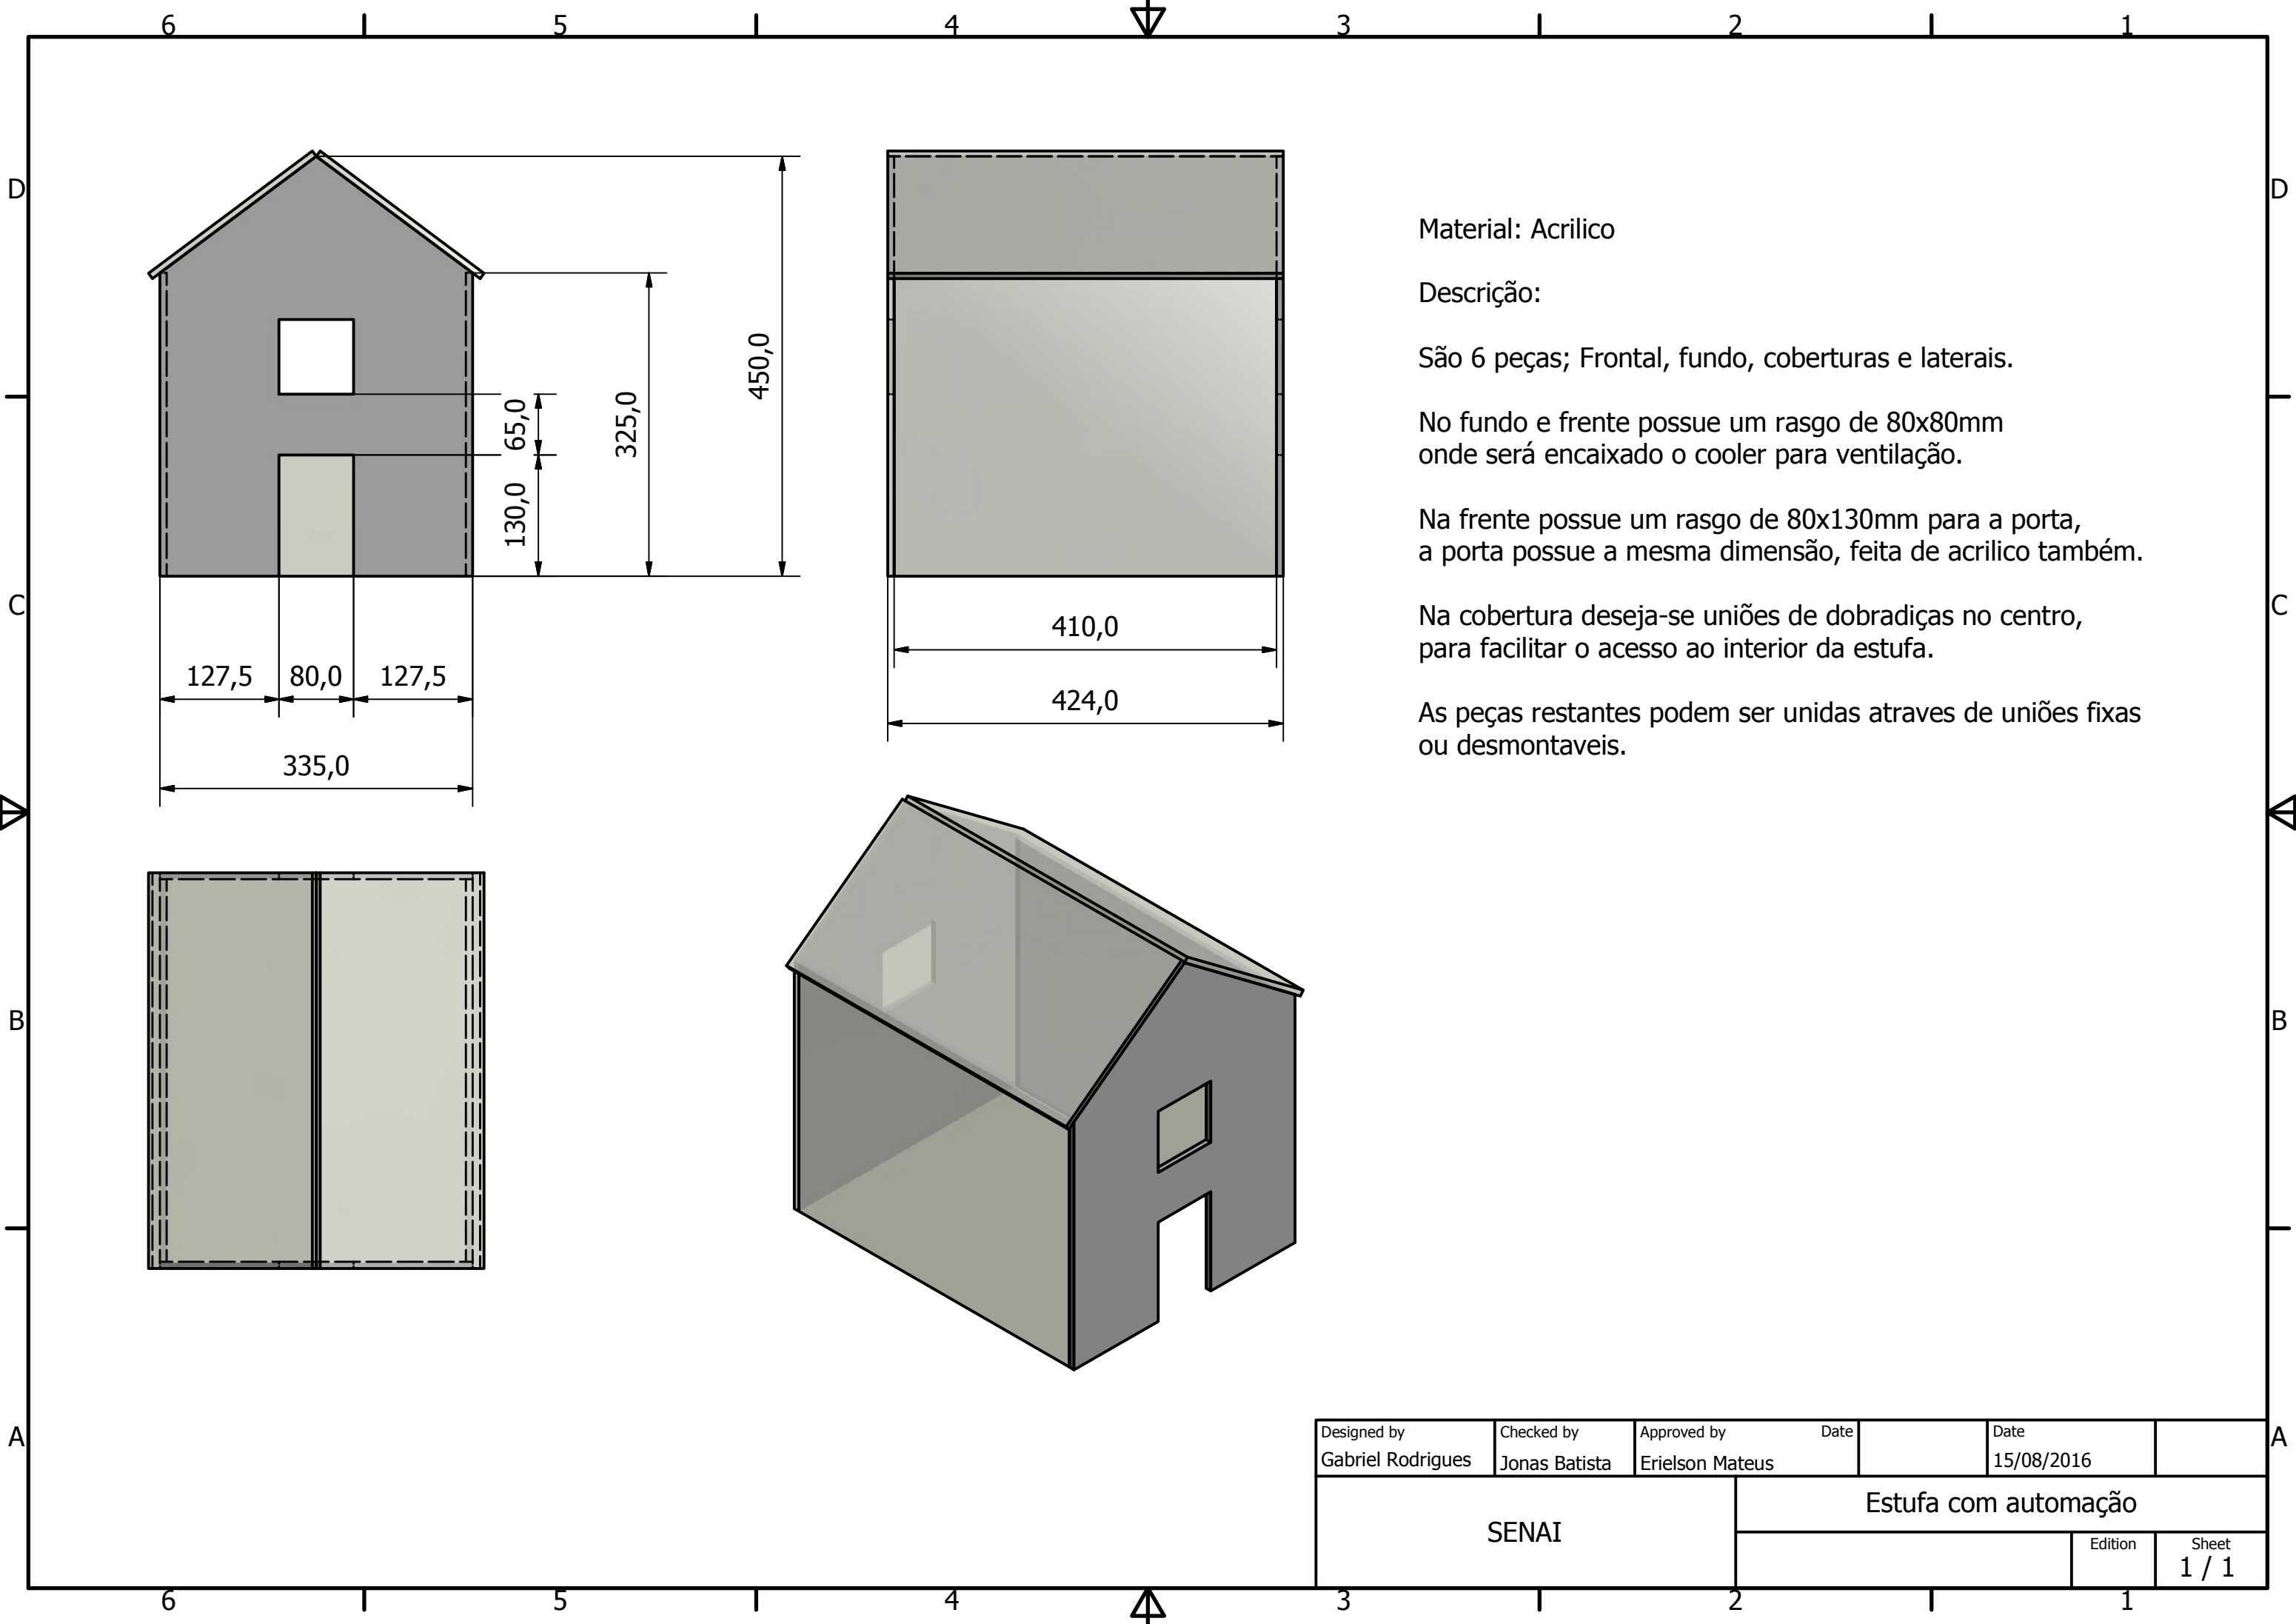 6 5 4 3 2 1
D D
C C
B B
A A
6 5 4 3 2 1
450,0
325,0
65,0
130,0
127,5 80,0 127,5
335,0
410,0
424,0
Material: Acrilico
Descrição:
São 6 peças; Frontal, fundo, coberturas e laterais.
No fundo e frente possue um rasgo de 80x80mm
onde será encaixado o cooler para ventilação.
Na frente possue um rasgo de 80x130mm para a porta,
a porta possue a mesma dimensão, feita de acrilico também.
Na cobertura deseja-se uniões de dobradiças no centro,
para facilitar o acesso ao interior da estufa.
As peças restantes podem ser unidas atraves de uniões fixas
ou desmontaveis.
Designed by
Gabriel Rodrigues
Checked by
Jonas Batista
Approved by
Erielson Mateus
Date
Date
15/08/2016
SENAI
Estufa com automação
Edition
Sheet
1 / 1